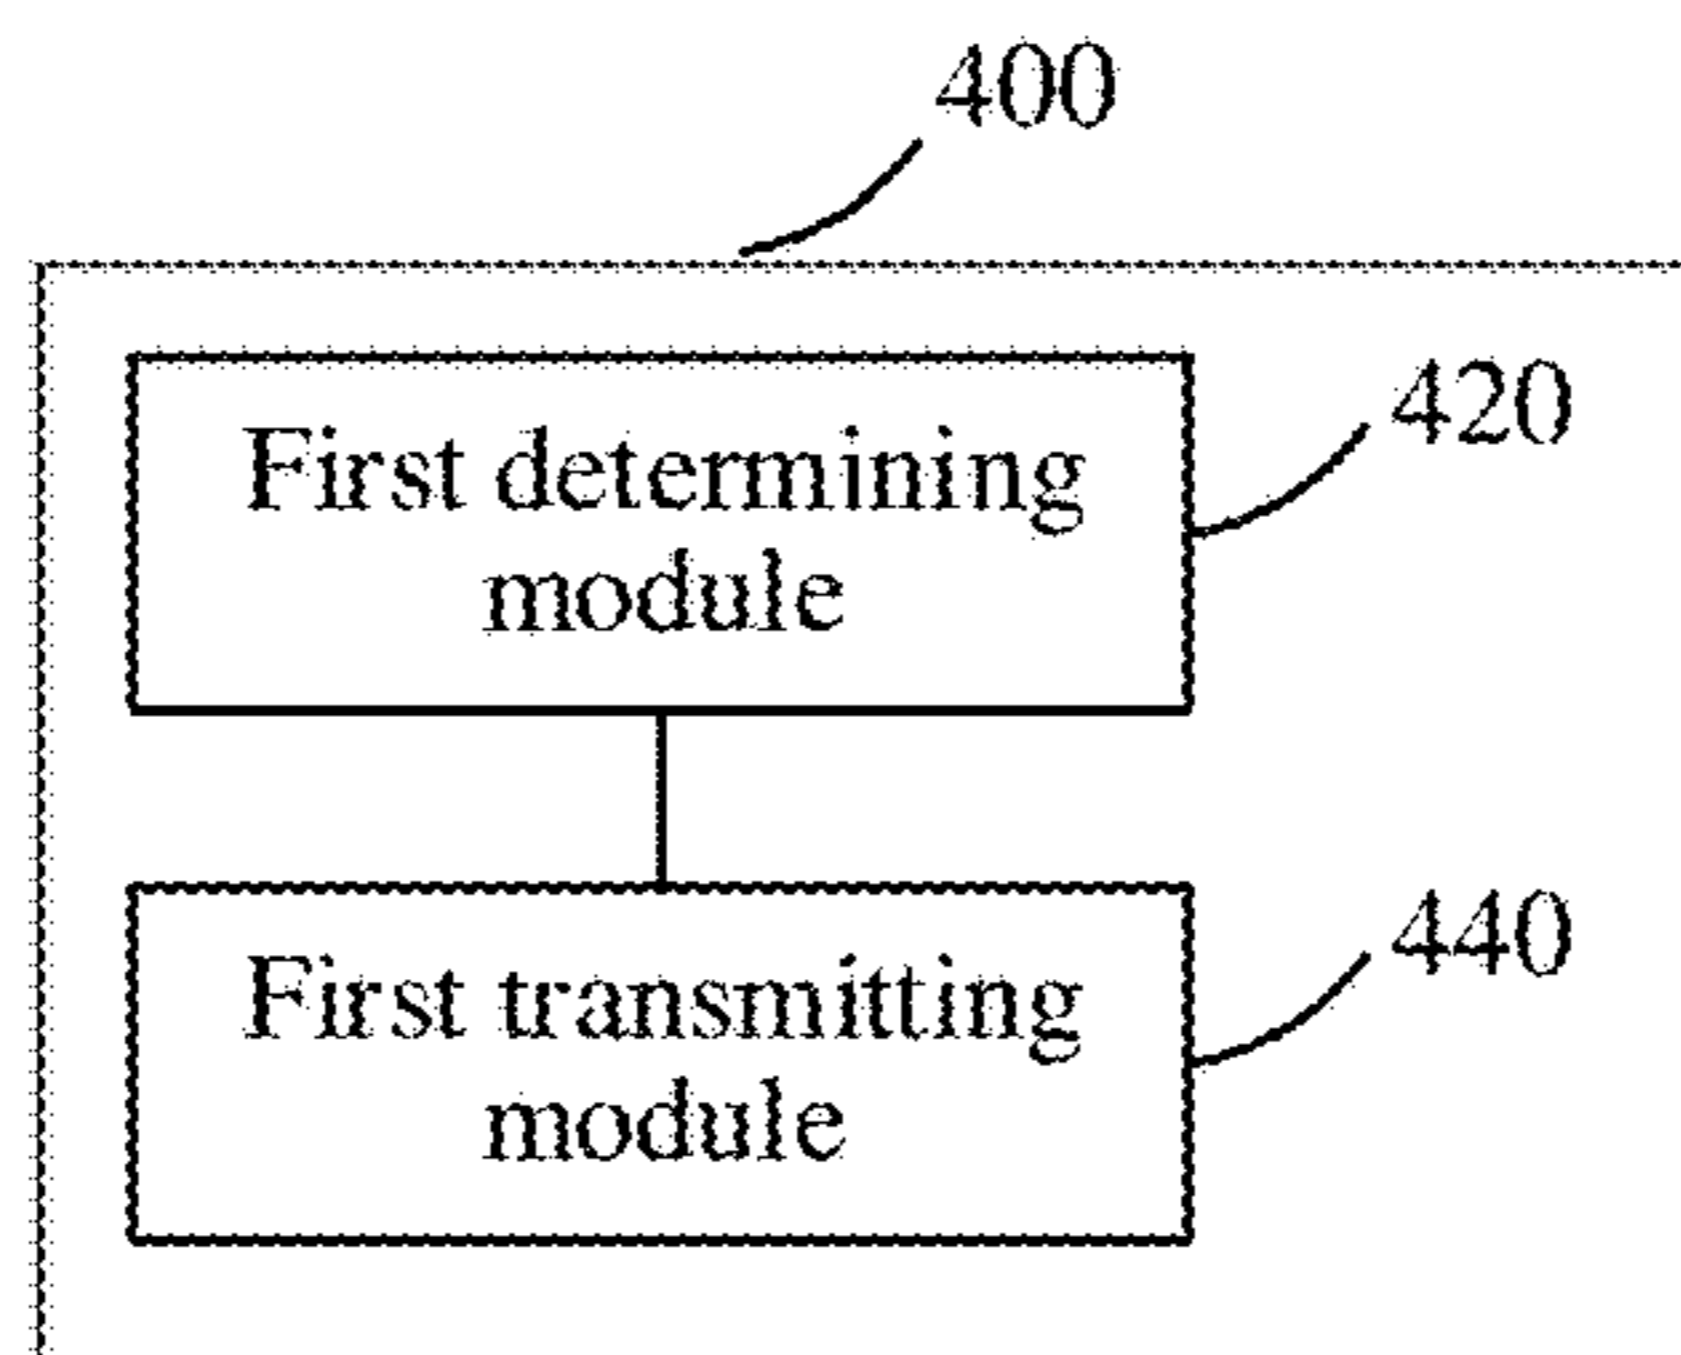 400
First determining
module
420
First transmitting
module
440